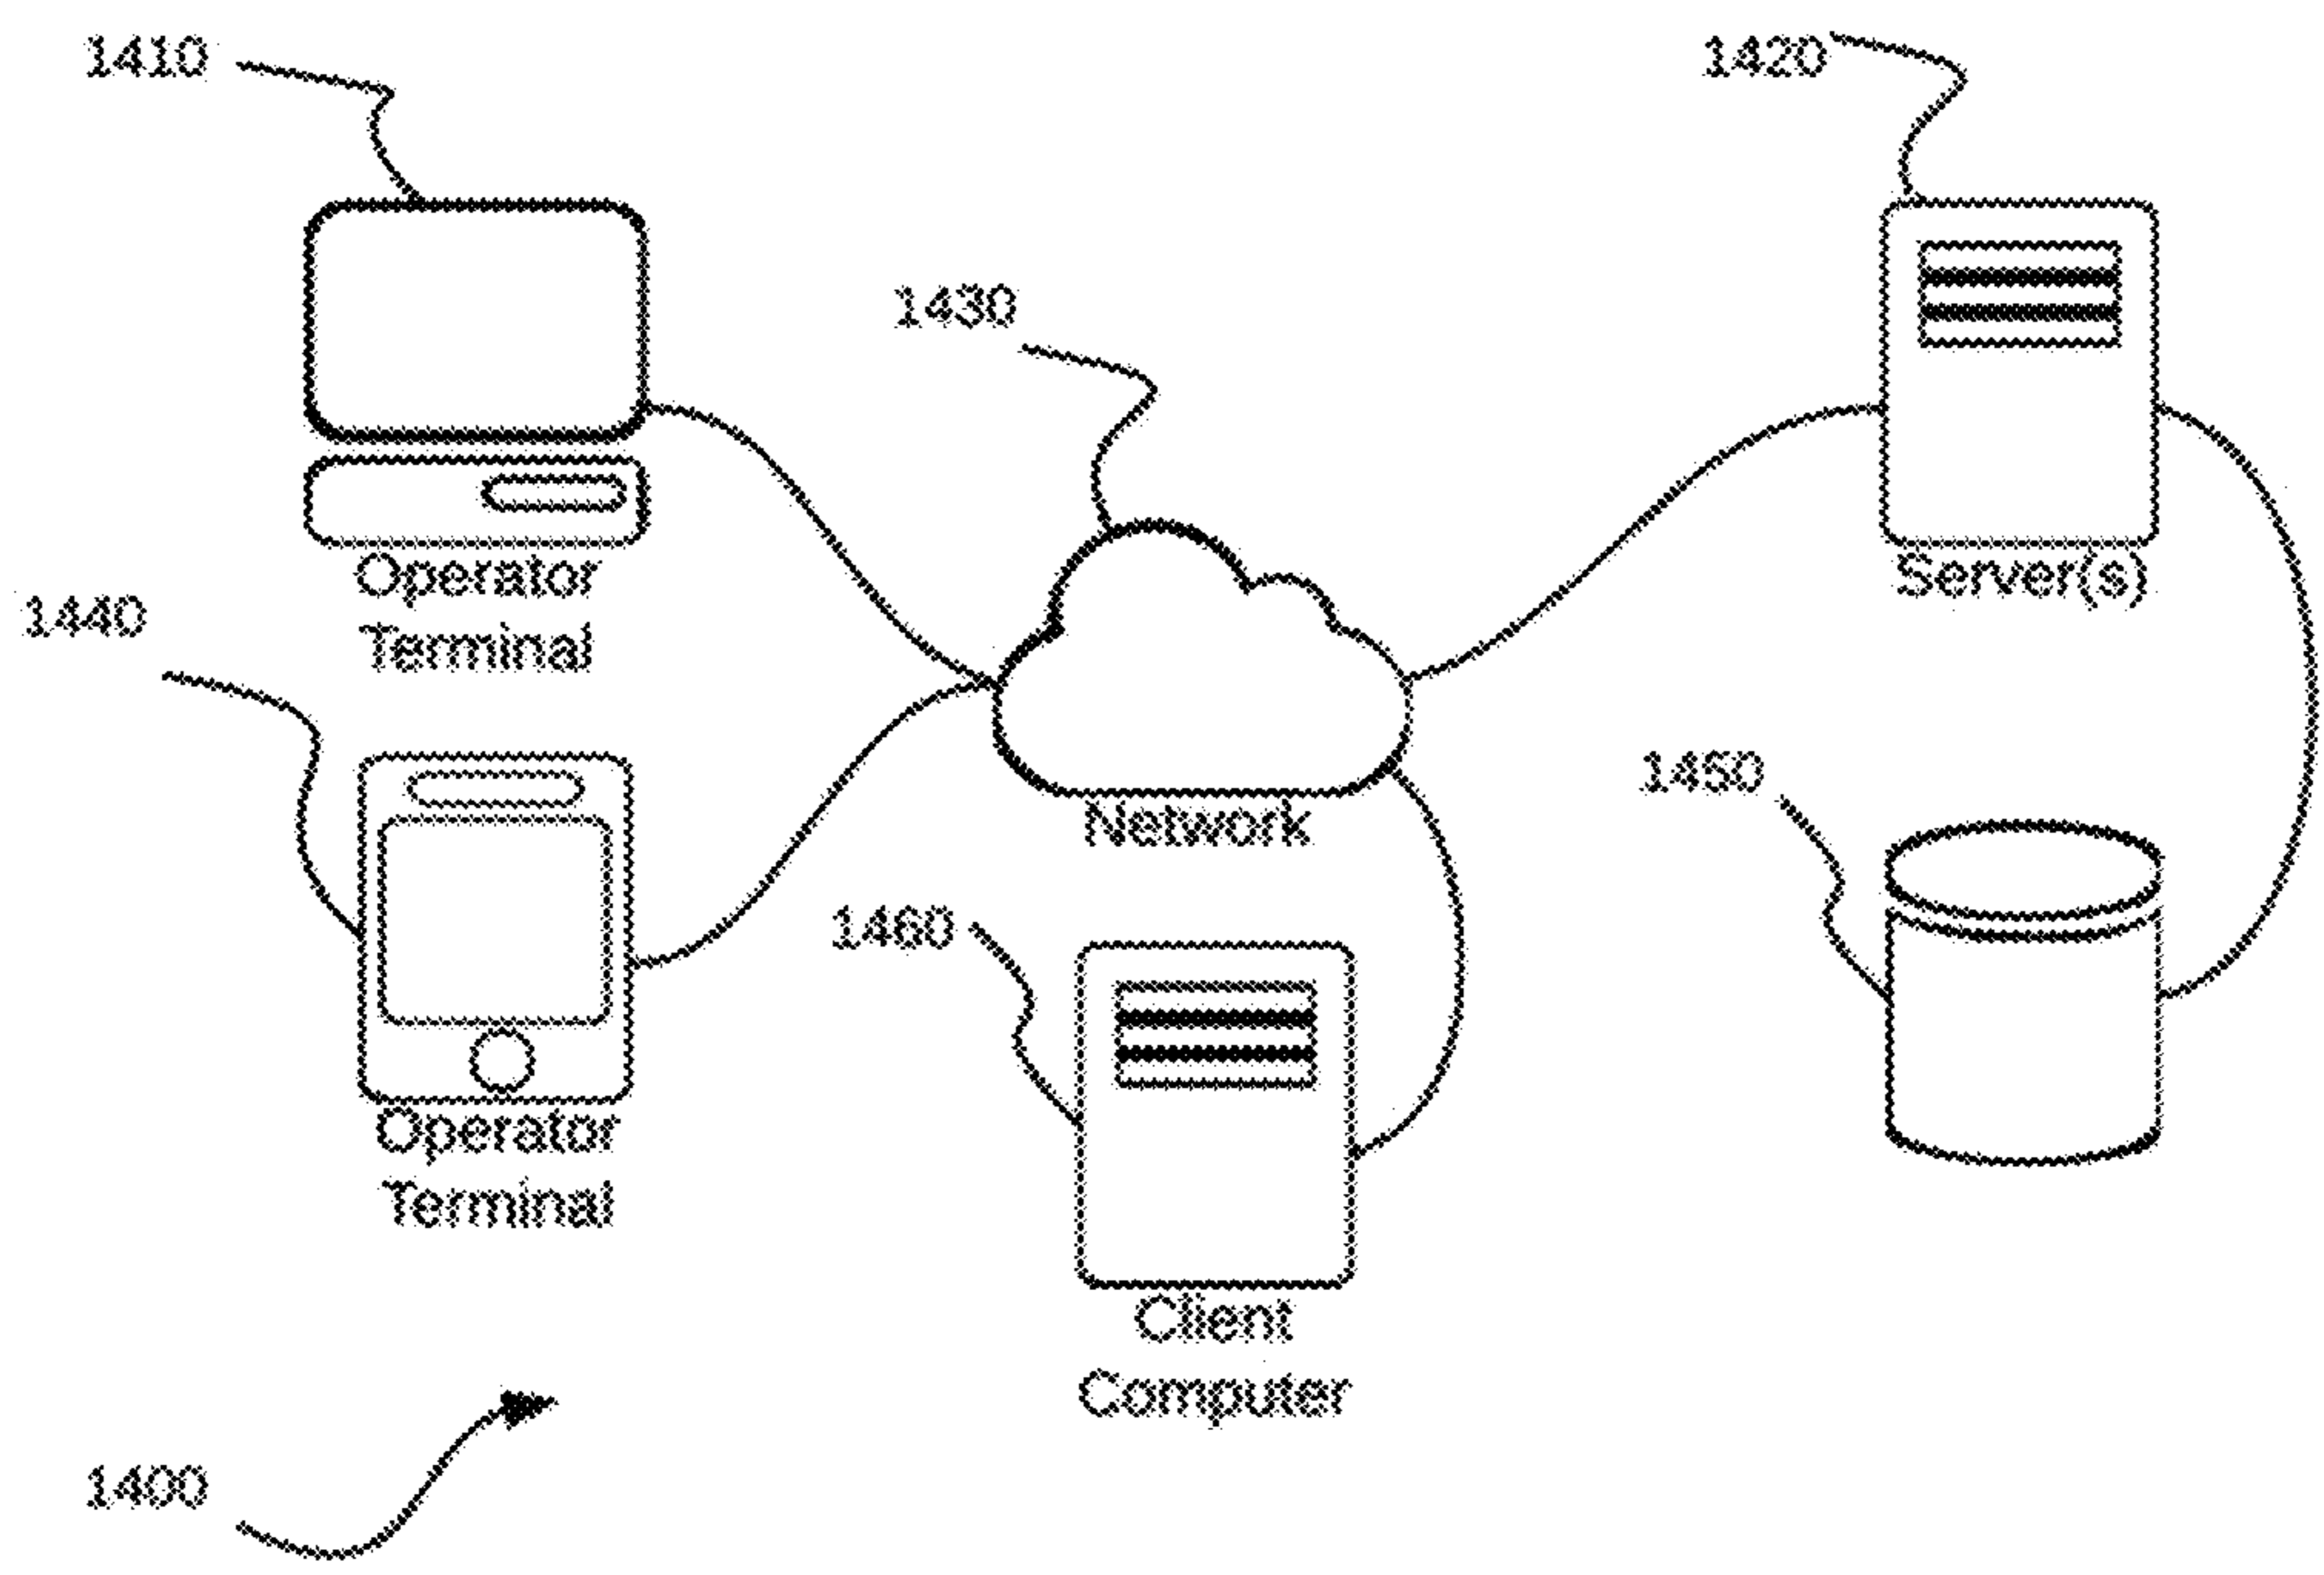 1410
1420
1430
Operator
Terminal
Server(s)
1440
1450
Network
1460
Operator
Terminal
Client
Computer
1400